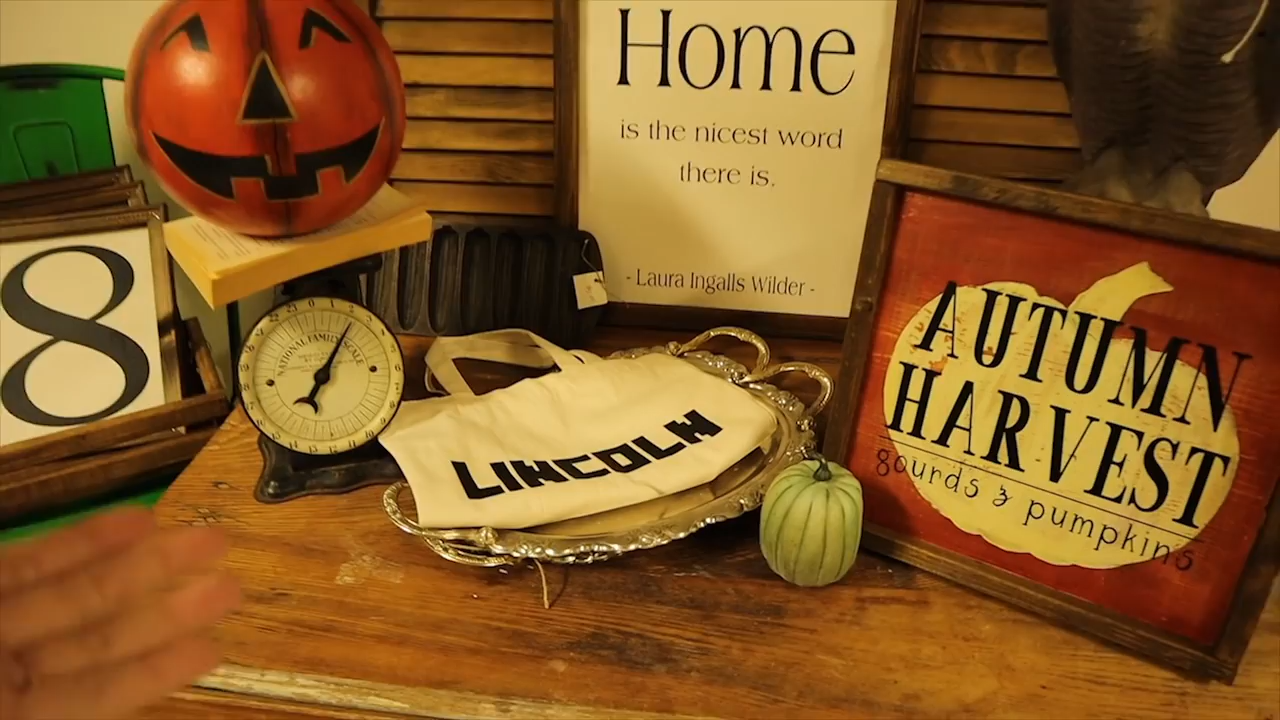 Home
is the nicest word
there is.
- Laura Ingalls Wilder -
8
NATIONAL FAMILY SCALE
LINCOLN
AUTUMN
HARVEST
gourds & pumpkins